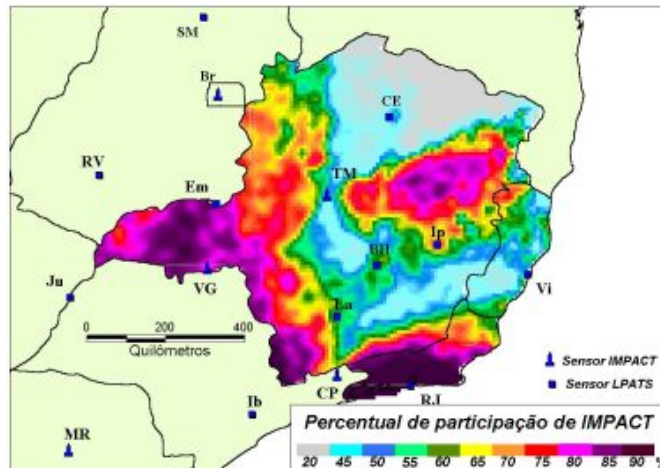 SM
Br
CE
RV
TM
Em
Ip
BH
Ju
VG
Vi
La
0 200 400
Quilómetros
Sensor IMPACT
CP
Ib
RJ
Sensor LPATS
MR
Percentual de participação de IMPACT
20 45 50 55 60 65 70 75 80 85 90